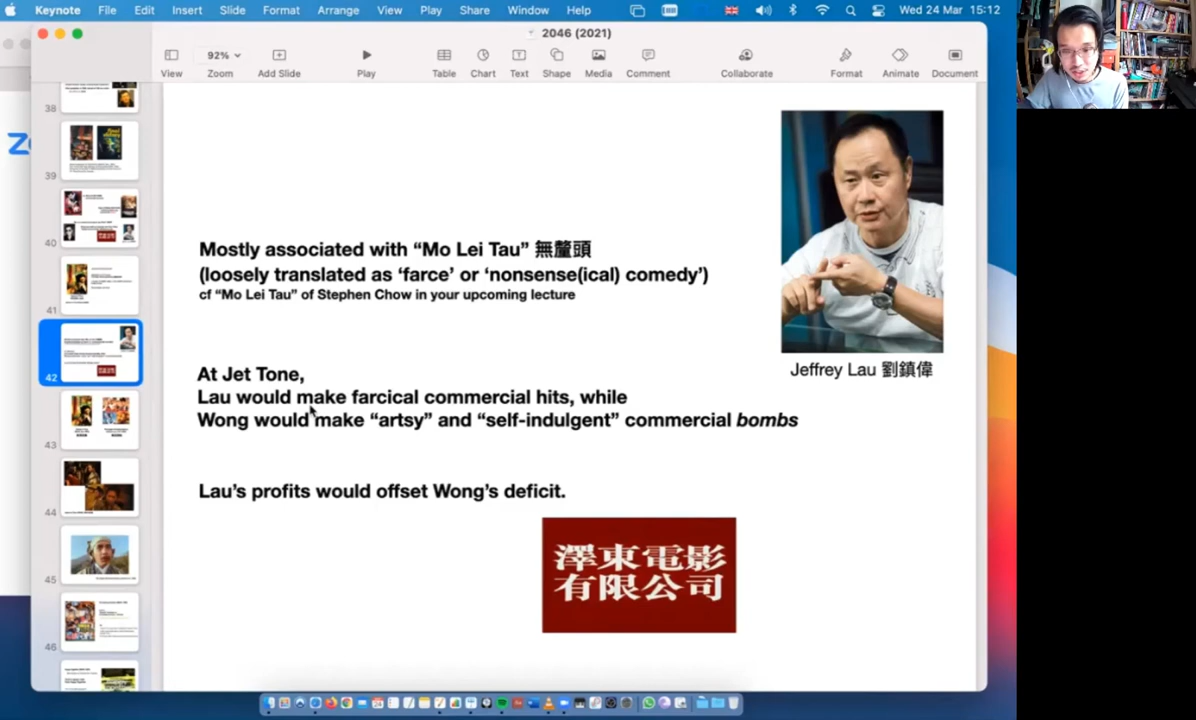 Keynote File Edit Insert Slide Format Arrange View Play Share Window Help Wed 24 Mar 15:12
2046 (2021)
92%
View Zoom Add Slide Play Table Chart Text Shape Media Comment Collaborate Format Animate Document
38
39
40
41
42
43
44
45
46
Mostly associated with “Mo Lei Tau” 無釐頭
(loosely translated as ‘farce’ or ‘nonsense(ical) comedy’)
cf “Mo Lei Tau” of Stephen Chow in your upcoming lecture
Jeffrey Lau 劉鎮偉
At Jet Tone,
Lau would make farcical commercial hits, while
Wong would make “artsy” and “self-indulgent” commercial bombs
Lau’s profits would offset Wong’s deficit.
澤東電影
有限公司